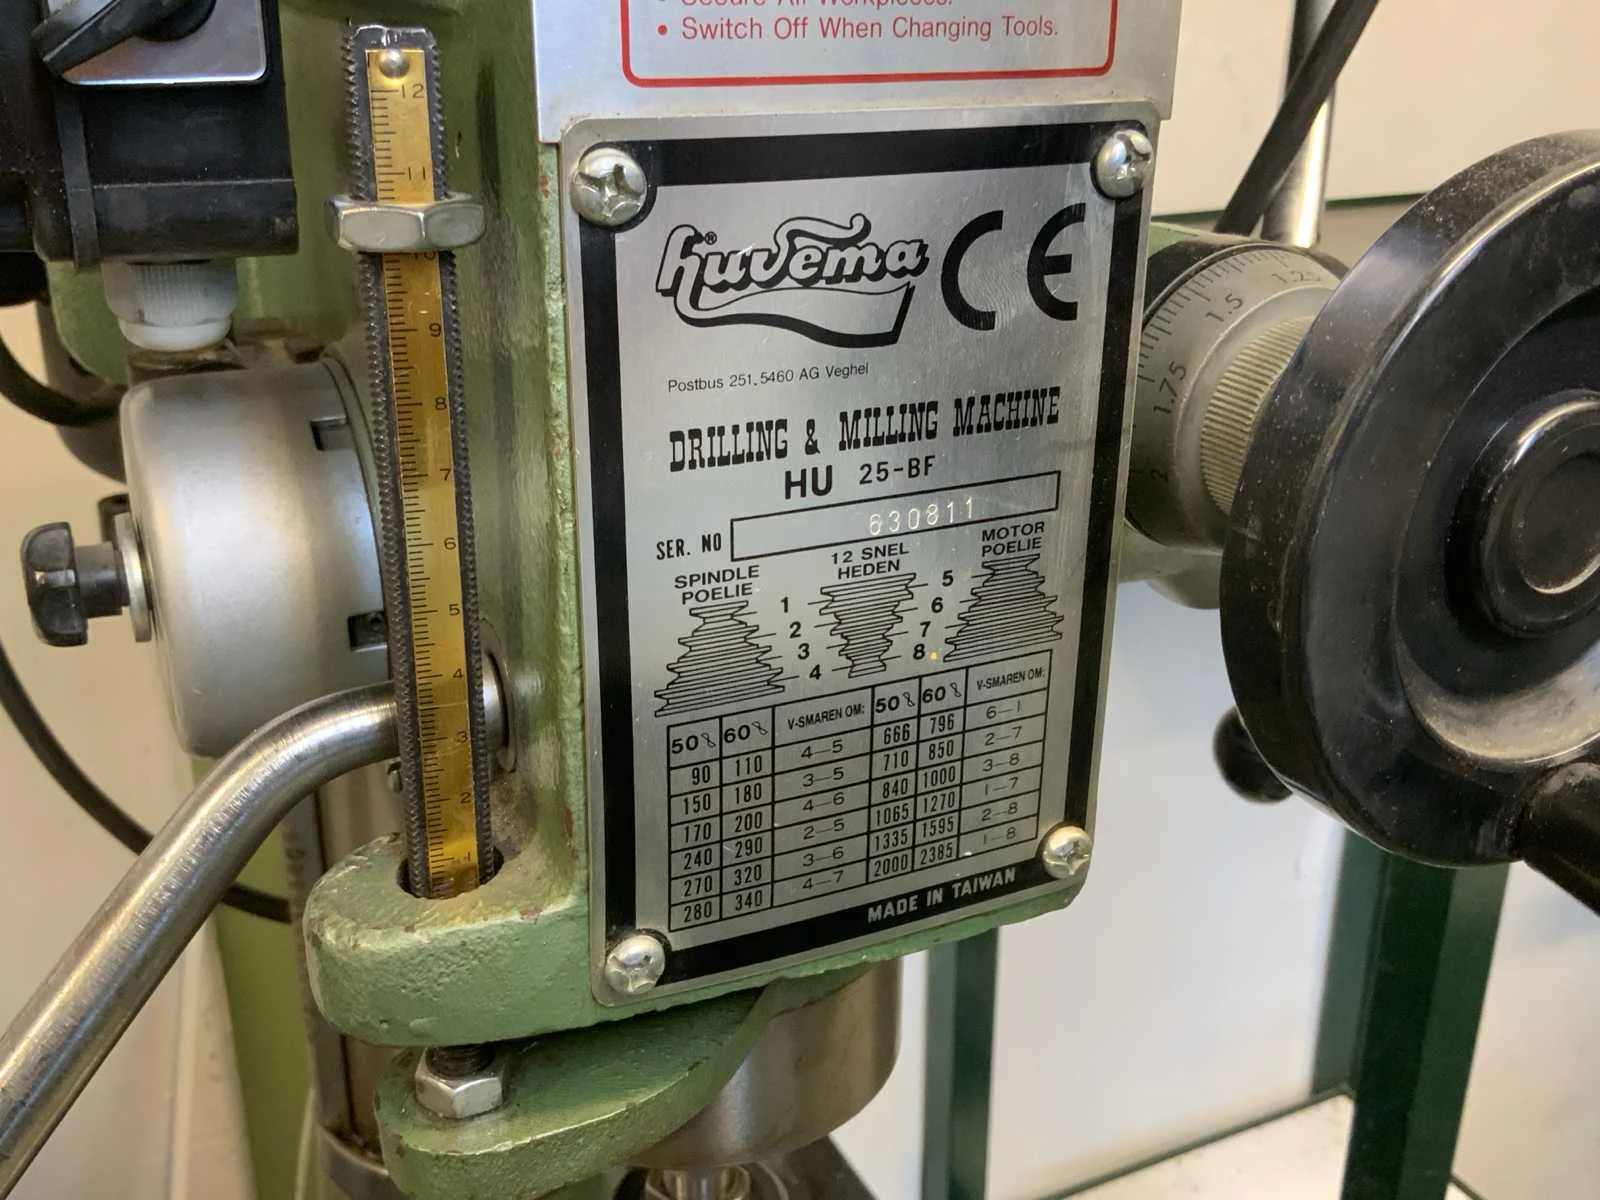 • Secure All Workpieces.
• Switch Off When Changing Tools.
huvema® CE
Postbus 251. 5460 AG Veghel
DRILLING & MILLING MACHINE
HU 25-BF
SER. NO 630811
SPINDLE POELIE
12 SNEL HEDEN
MOTOR POELIE
1 5
2 6
3 7
4 8
50 60 V-SMAREN OM: 50 60 V-SMAREN OM:
90 110 4-5 666 796 6-1
150 180 3-5 710 850 2-7
170 200 4-6 840 1000 3-8
240 290 2-5 1065 1270 1-7
270 320 3-6 1335 1595 2-8
280 340 4-7 2000 2385 1-8
MADE IN TAIWAN
12
11
10
9
8
7
6
5
4
3
2
1
1.25
1.5
1.75
2